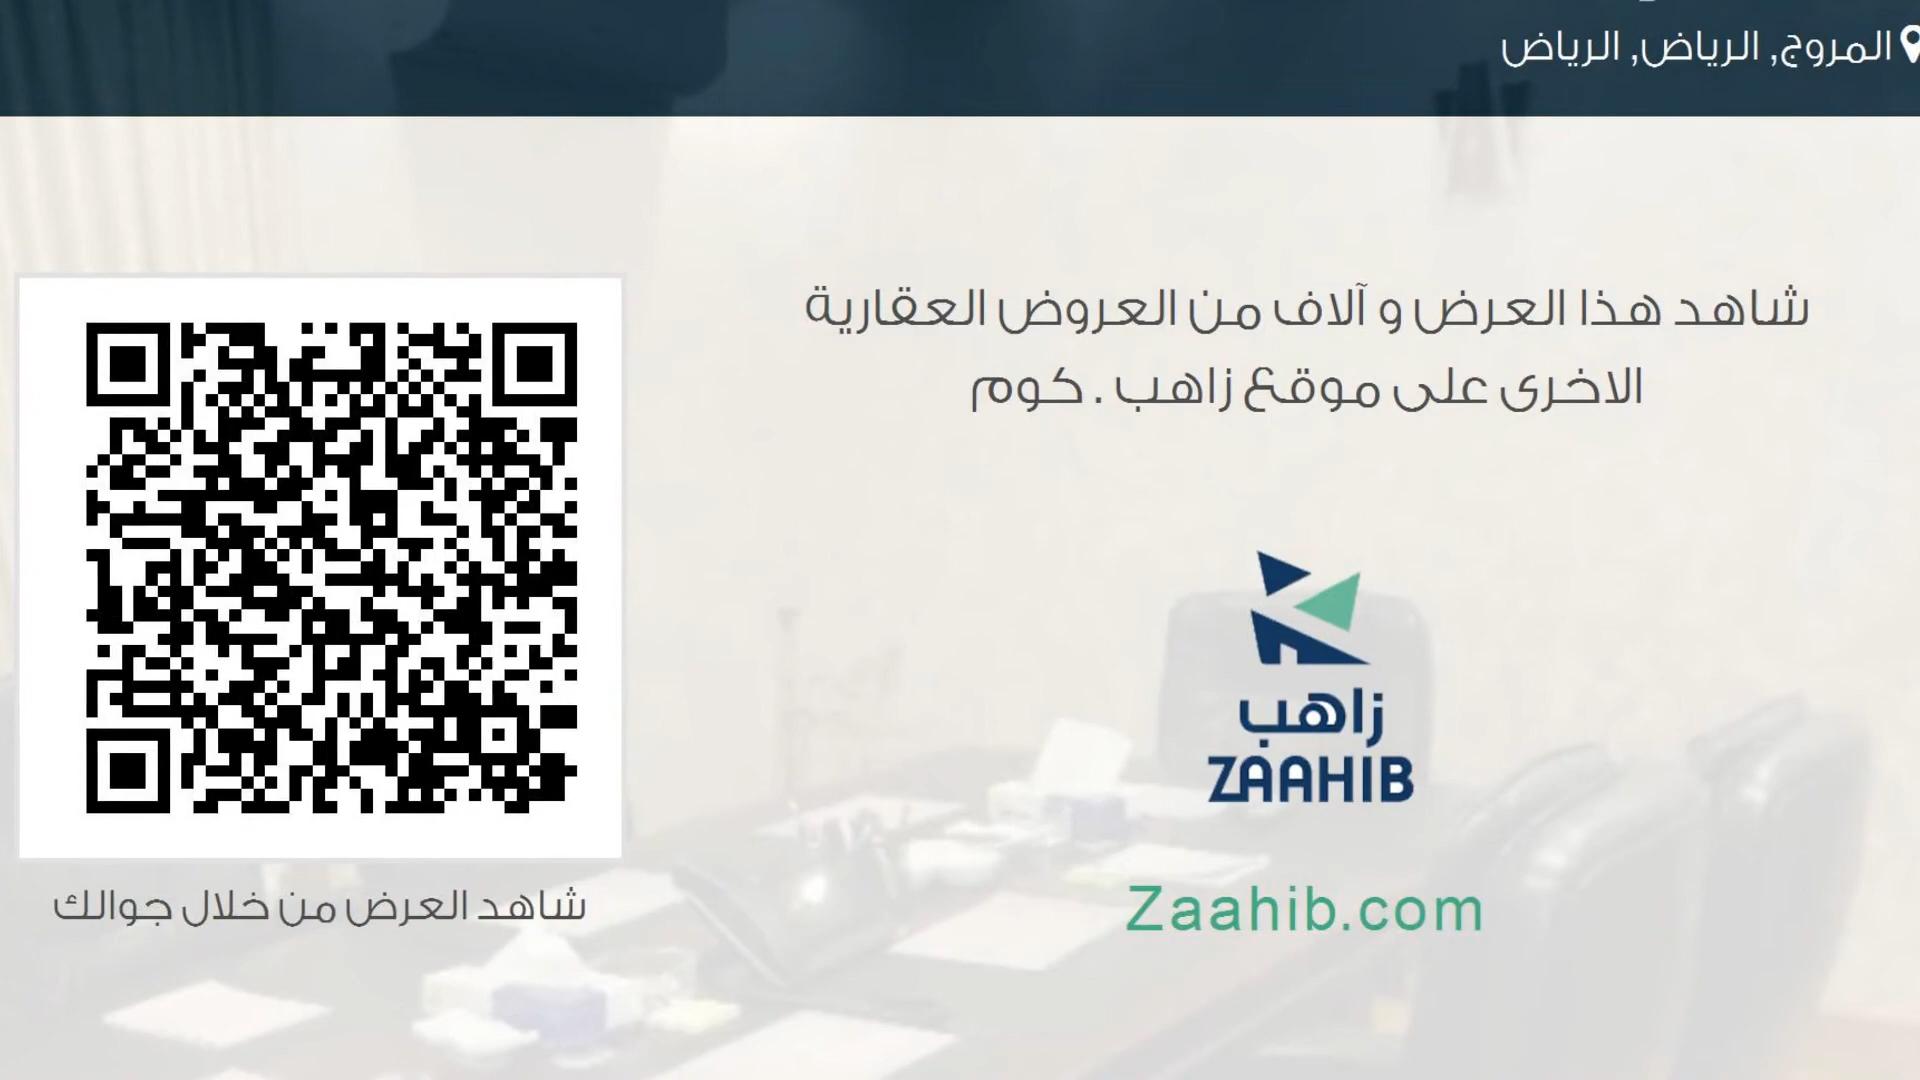 المروج, الرياض, الرياض
شاهد هذا العرض و آلاف من العروض العقارية
الاخرى على موقع زاهب . كوم
زاهب
ZAAHIB
Zaahib.com
شاهد العرض من خلال جوالك